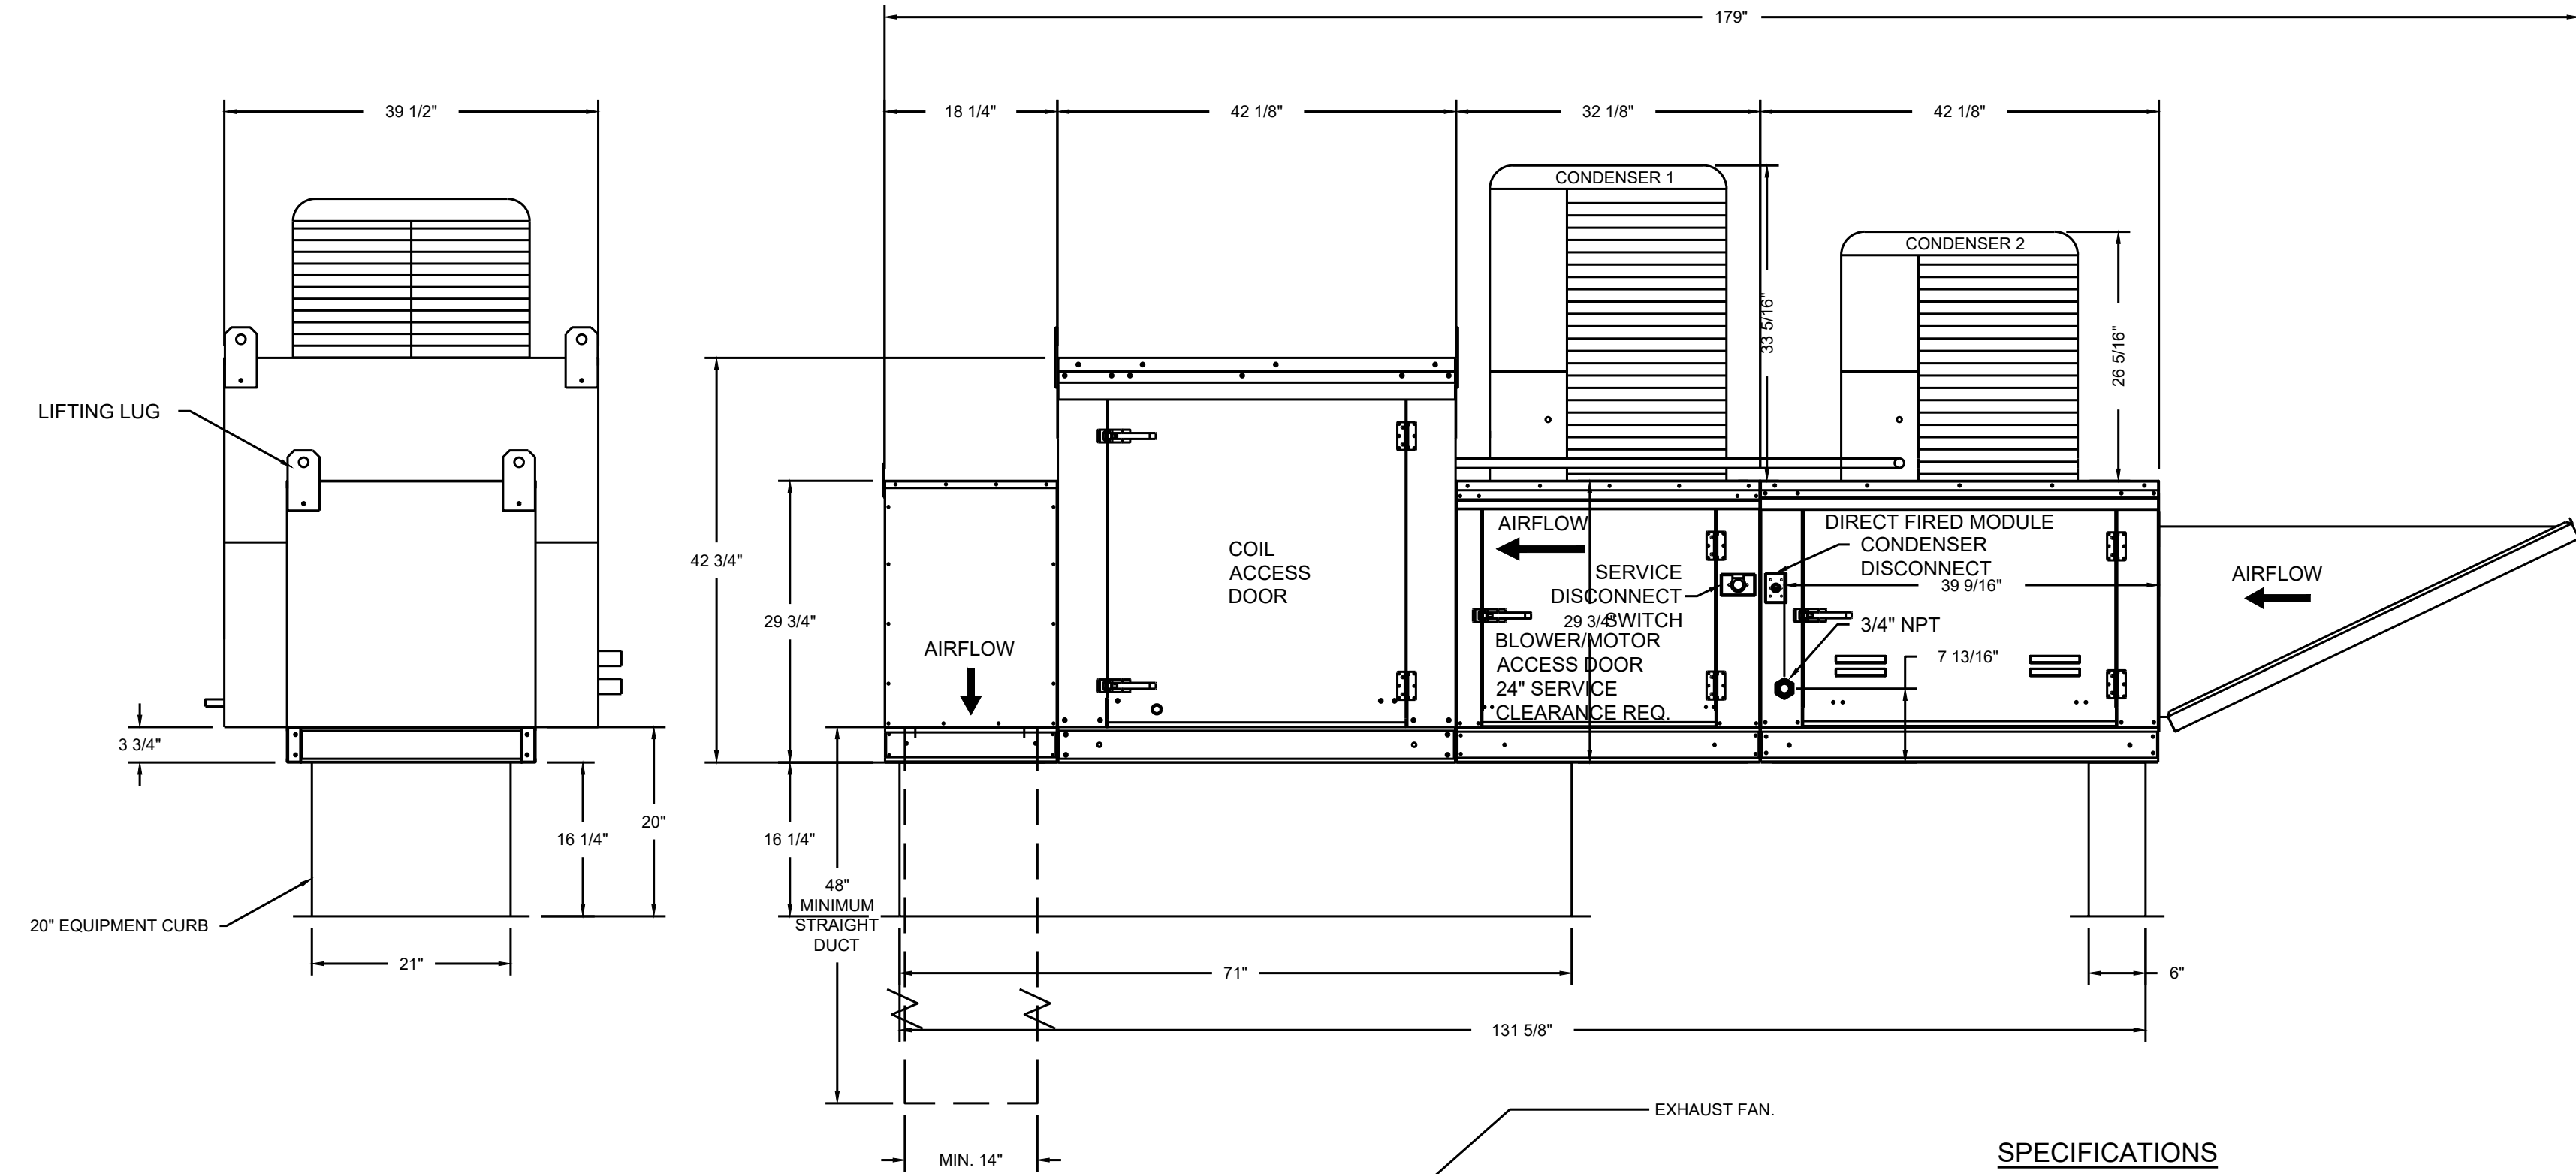 179"
39 1/2"
18 1/4"
42 1/8"
32 1/8"
42 1/8"
CONDENSER 1
CONDENSER 2
33 5/16"
26 5/16"
LIFTING LUG
42 3/4"
29 3/4"
COIL
ACCESS
DOOR
AIRFLOW
AIRFLOW
SERVICE
DISCONNECT
SWITCH
29 3/4"
BLOWER/MOTOR
ACCESS DOOR
24" SERVICE
CLEARANCE REQ.
DIRECT FIRED MODULE
CONDENSER
DISCONNECT
39 9/16"
3/4" NPT
7 13/16"
AIRFLOW
3 3/4"
16 1/4"
20"
16 1/4"
48"
MINIMUM
STRAIGHT
DUCT
20" EQUIPMENT CURB
21"
71"
6"
131 5/8"
EXHAUST FAN.
MIN. 14"
SPECIFICATIONS